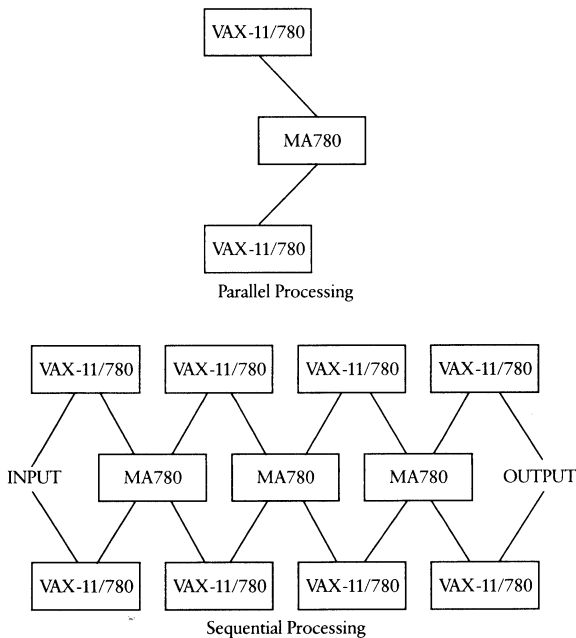 VAX-11/780
MA780
VAX-11/780
Parallel Processing
VAX-11/780 VAX-11/780 VAX-11/780 VAX-11/780
INPUT MA780 MA780 MA780 OUTPUT
VAX-11/780 VAX-11/780 VAX-11/780 VAX-11/780
Sequential Processing